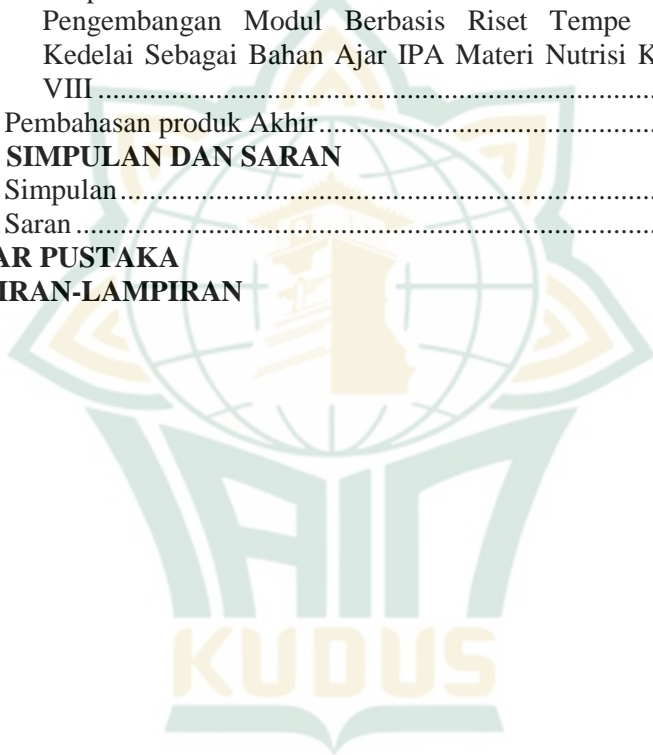 Pengembangan Modul Berbasis Riset Tempe
Kedelai Sebagai Bahan Ajar IPA Materi Nutrisi K
VIII ................................................................................
Pembahasan produk Akhir................................................
SIMPULAN DAN SARAN
Simpulan................................................................................
Saran ................................................................................
AR PUSTAKA
IRAN-LAMPIRAN
IAIN
KUDUS